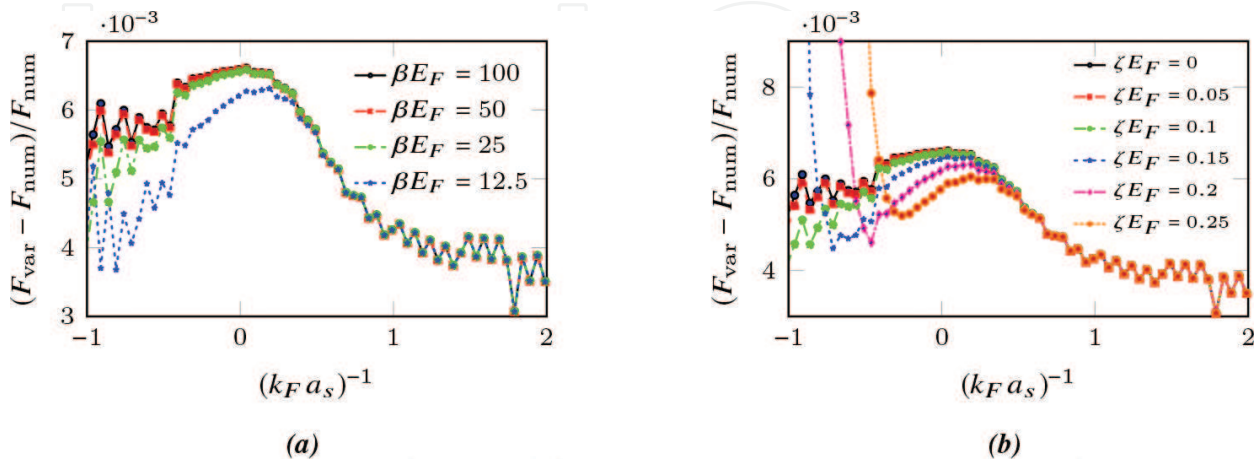 ·10⁻³
7
6
5
4
3
−1
0
1
2
(F_var − F_num)/F_num
(k_F a_s)⁻¹
βE_F = 100
βE_F = 50
βE_F = 25
βE_F = 12.5
(a)
·10⁻³
8
6
4
−1
0
1
2
(F_var − F_num)/F_num
(k_F a_s)⁻¹
ζE_F = 0
ζE_F = 0.05
ζE_F = 0.1
ζE_F = 0.15
ζE_F = 0.2
ζE_F = 0.25
(b)